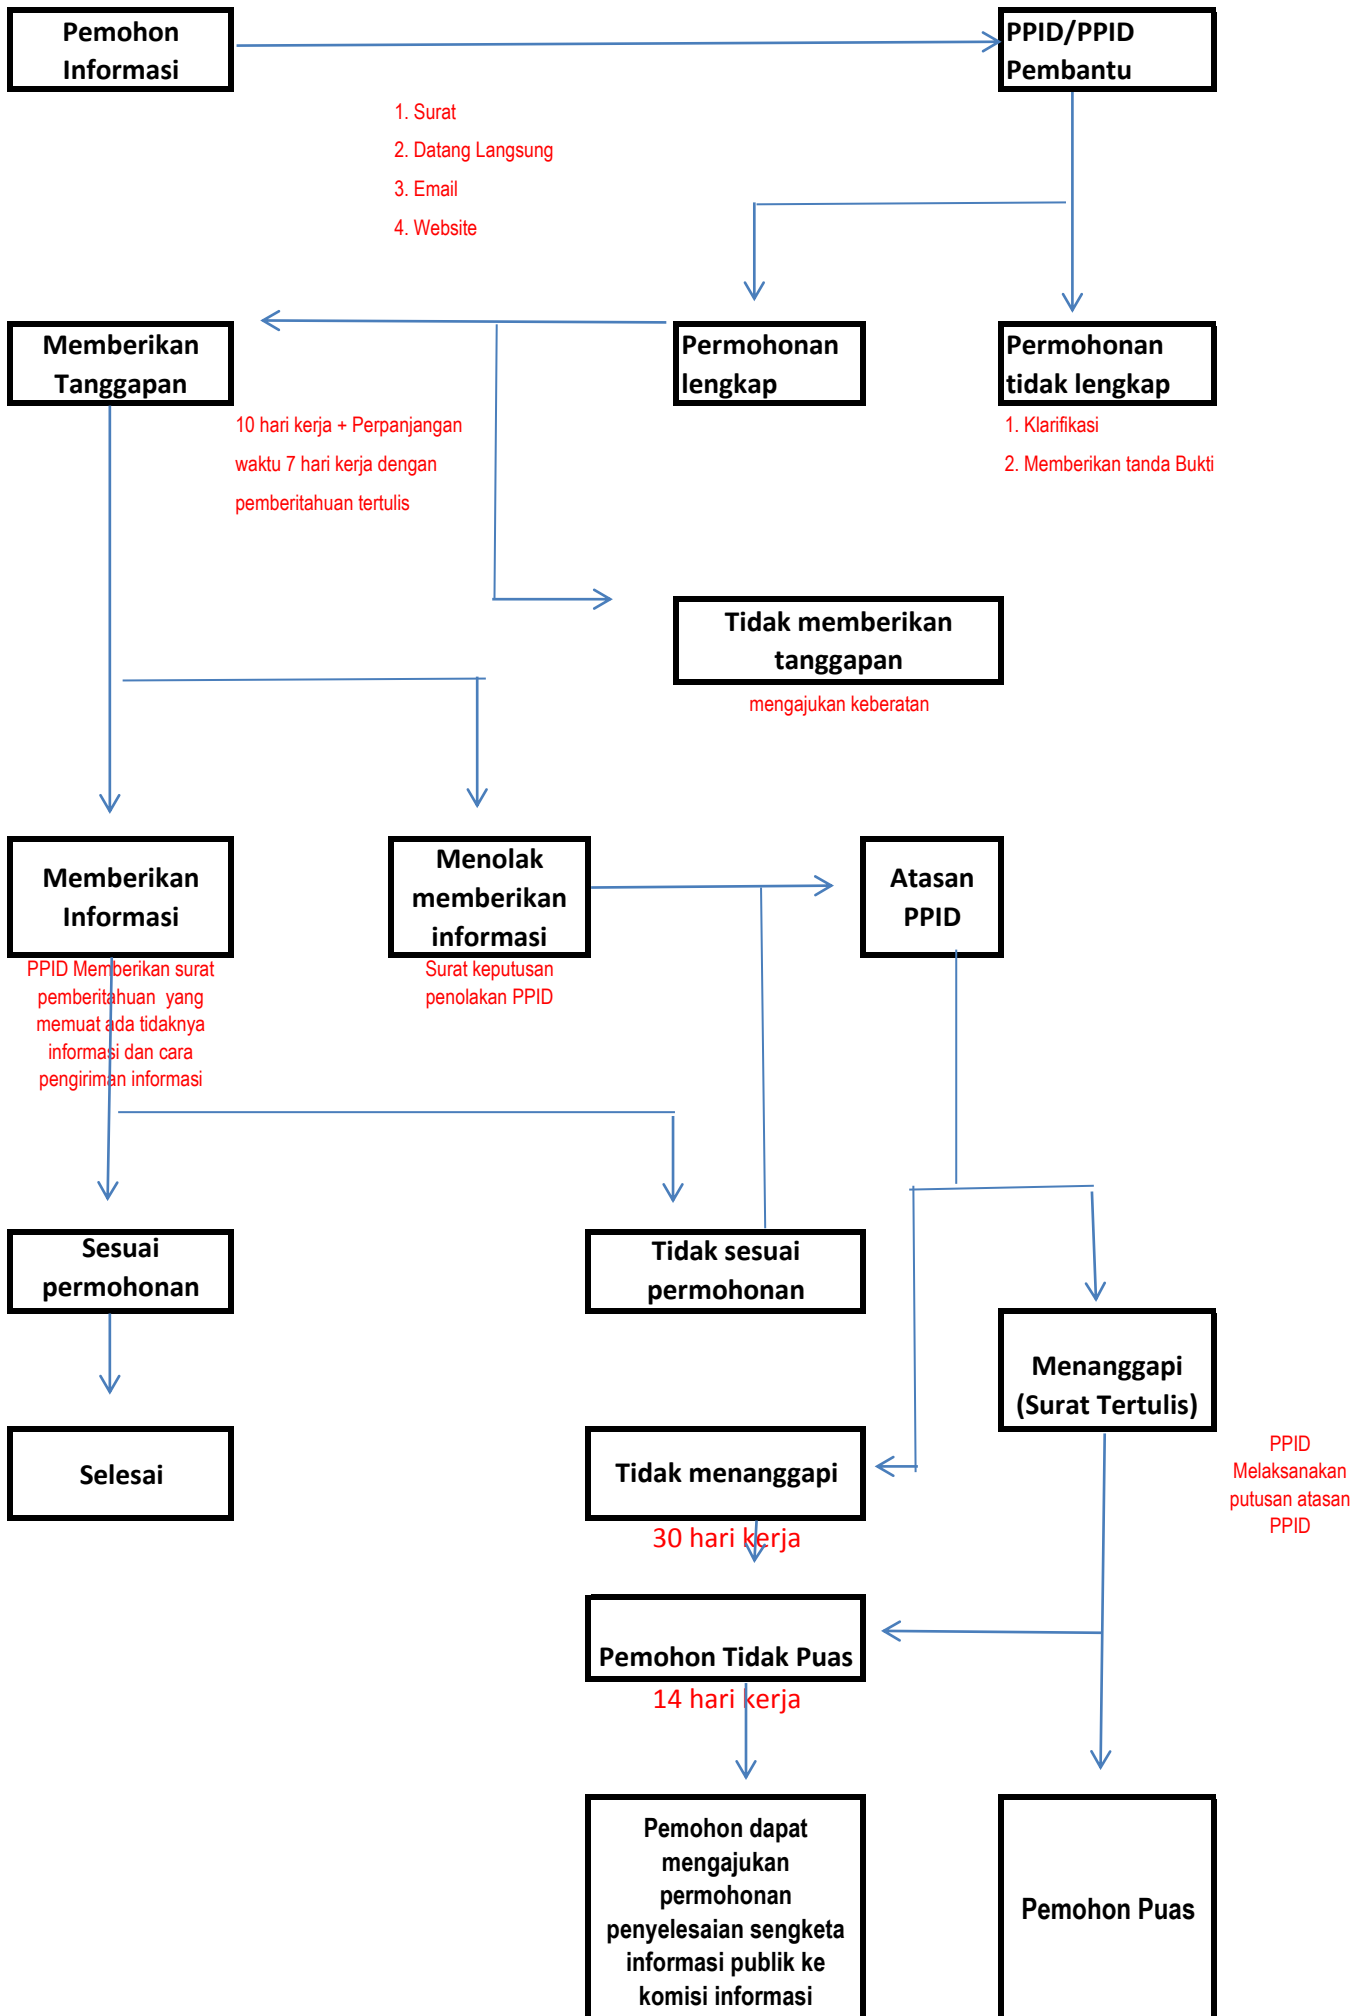 Pemohon
Informasi
PPID/PPID
Pembantu
1. Surat
2. Datang Langsung
3. Email
4. Website
Memberikan
Tanggapan
Permohonan
lengkap
Permohonan
tidak lengkap
10 hari kerja + Perpanjangan
waktu 7 hari kerja dengan
pemberitahuan tertulis
1. Klarifikasi
2. Memberikan tanda Bukti
Tidak memberikan
tanggapan
mengajukan keberatan
Memberikan
Informasi
Menolak
memberikan
informasi
Atasan
PPID
PPID Memberikan surat
pemberitahuan yang
memuat ada tidaknya
informasi dan cara
pengiriman informasi
Surat keputusan
penolakan PPID
Sesuai
permohonan
Tidak sesuai
permohonan
Menanggapi
(Surat Tertulis)
Selesai
Tidak menanggapi
30 hari kerja
PPID
Melaksanakan
putusan atasan
PPID
Pemohon Tidak Puas
14 hari kerja
Pemohon dapat
mengajukan
permohonan
penyelesaian sengketa
informasi publik ke
komisi informasi
Pemohon Puas